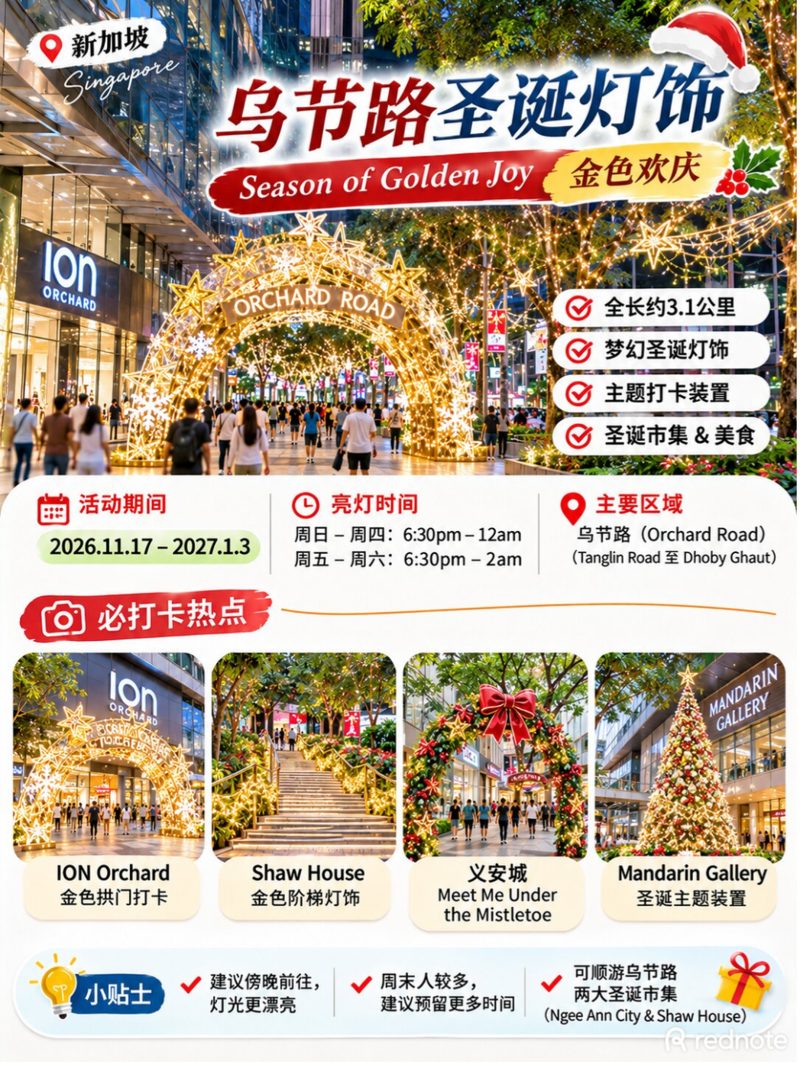 新加坡
Singapore
乌节路圣诞灯饰
Season of Golden Joy
金色欢庆
ION
ORCHARD
ORCHARD ROAD
全长约3.1公里
梦幻圣诞灯饰
主题打卡装置
圣诞市集 & 美食
活动期间
2026.11.17 – 2027.1.3
亮灯时间
周日 – 周四：6:30pm – 12am
周五 – 周六：6:30pm – 2am
主要区域
乌节路（Orchard Road）
（Tanglin Road 至 Dhoby Ghaut）
必打卡热点
ION
ORCHARD
MANDARIN
GALLERY
ION Orchard
金色拱门打卡
Shaw House
金色阶梯灯饰
义安城
Meet Me Under
the Mistletoe
Mandarin Gallery
圣诞主题装置
小贴士
建议傍晚前往，
灯光更漂亮
周末人较多，
建议预留更多时间
可顺游乌节路
两大圣诞市集
（Ngee Ann City & Shaw House）
rednote